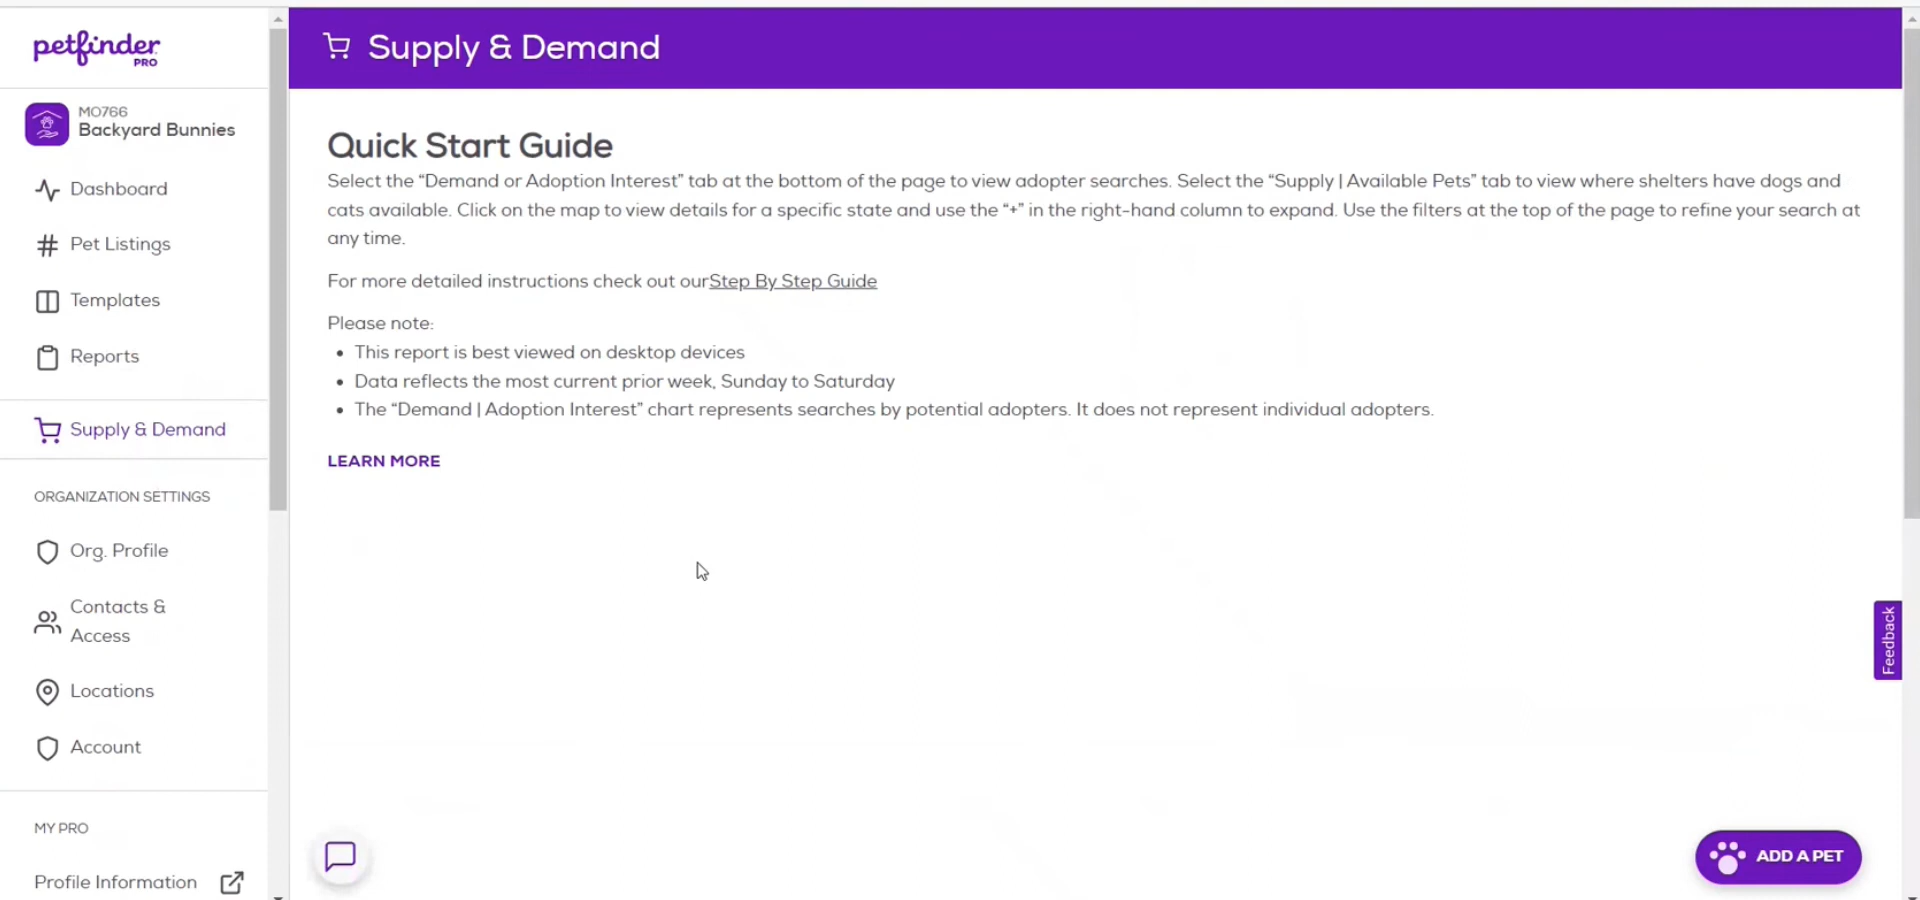 petfinder
PRO
MO766
Backyard Bunnies
Dashboard
Pet Listings
Templates
Reports
Supply & Demand
ORGANIZATION SETTINGS
Org. Profile
Contacts &
Access
Locations
Account
MY PRO
Profile Information
Supply & Demand
Quick Start Guide
Select the “Demand or Adoption Interest” tab at the bottom of the page to view adopter searches. Select the “Supply | Available Pets” tab to view where shelters have dogs and
cats available. Click on the map to view details for a specific state and use the “+” in the right-hand column to expand. Use the filters at the top of the page to refine your search at
any time.
For more detailed instructions check out ourStep By Step Guide
Please note:
• This report is best viewed on desktop devices
• Data reflects the most current prior week, Sunday to Saturday
• The “Demand | Adoption Interest” chart represents searches by potential adopters. It does not represent individual adopters.
LEARN MORE
Feedback
ADD A PET